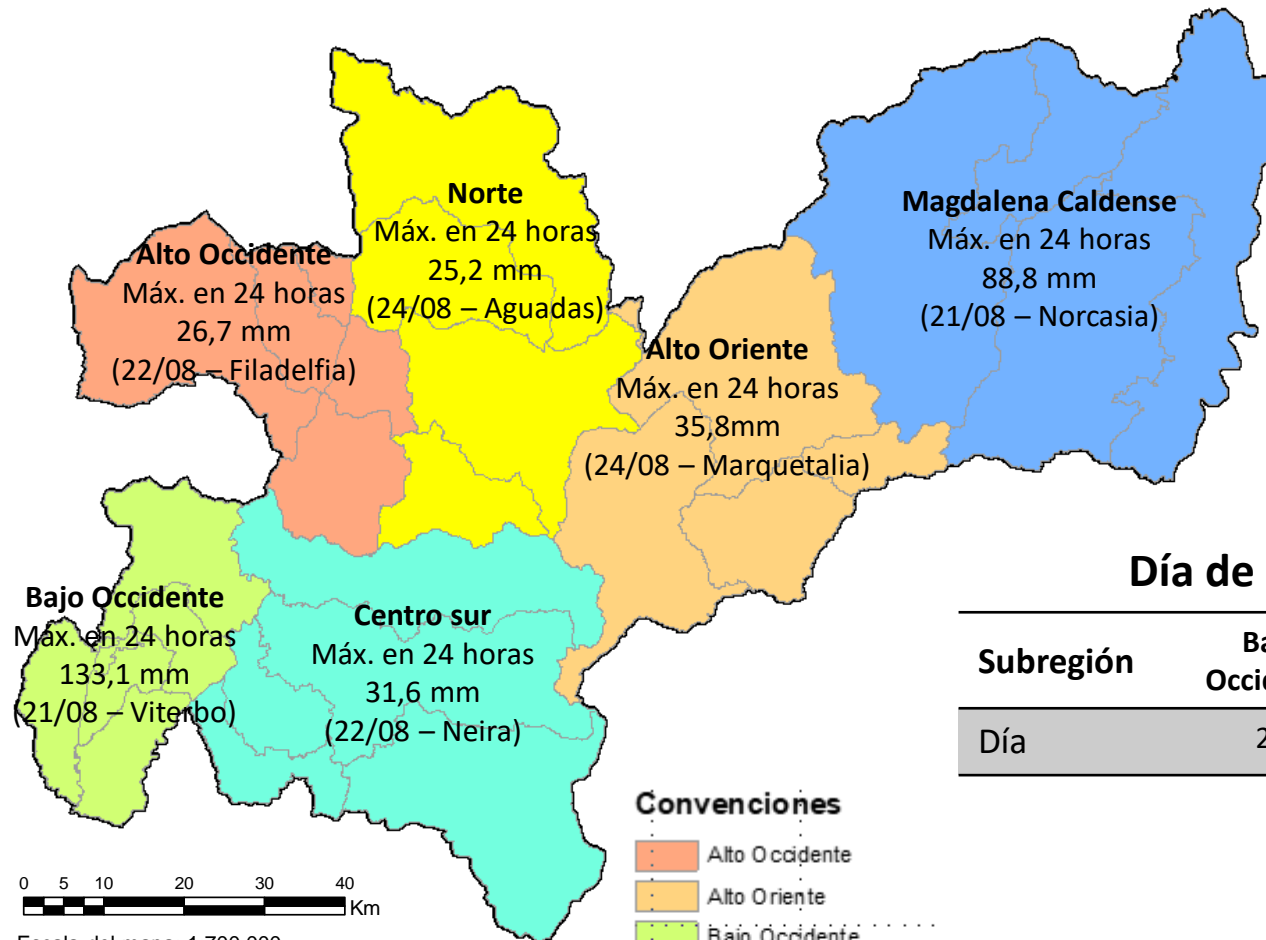 Norte
Máx. en 24 horas
25,2 mm
(24/08 – Aguadas)
Magdalena Caldense
Máx. en 24 horas
88,8 mm
(21/08 – Norcasia)
Alto Occidente
Máx. en 24 horas
26,7 mm
(22/08 – Filadelfia)
Alto Oriente
Máx. en 24 horas
35,8mm
(24/08 – Marquetalia)
Bajo Occidente
Máx. en 24 horas
133,1 mm
(21/08 – Viterbo)
Centro sur
Máx. en 24 horas
31,6 mm
(22/08 – Neira)
Día de
Subregión
Ba
Occid
Día
2
Convenciones
Alto Occidente
Alto Oriente
Bajo Occidente
0 5 10 20 30 40
Km